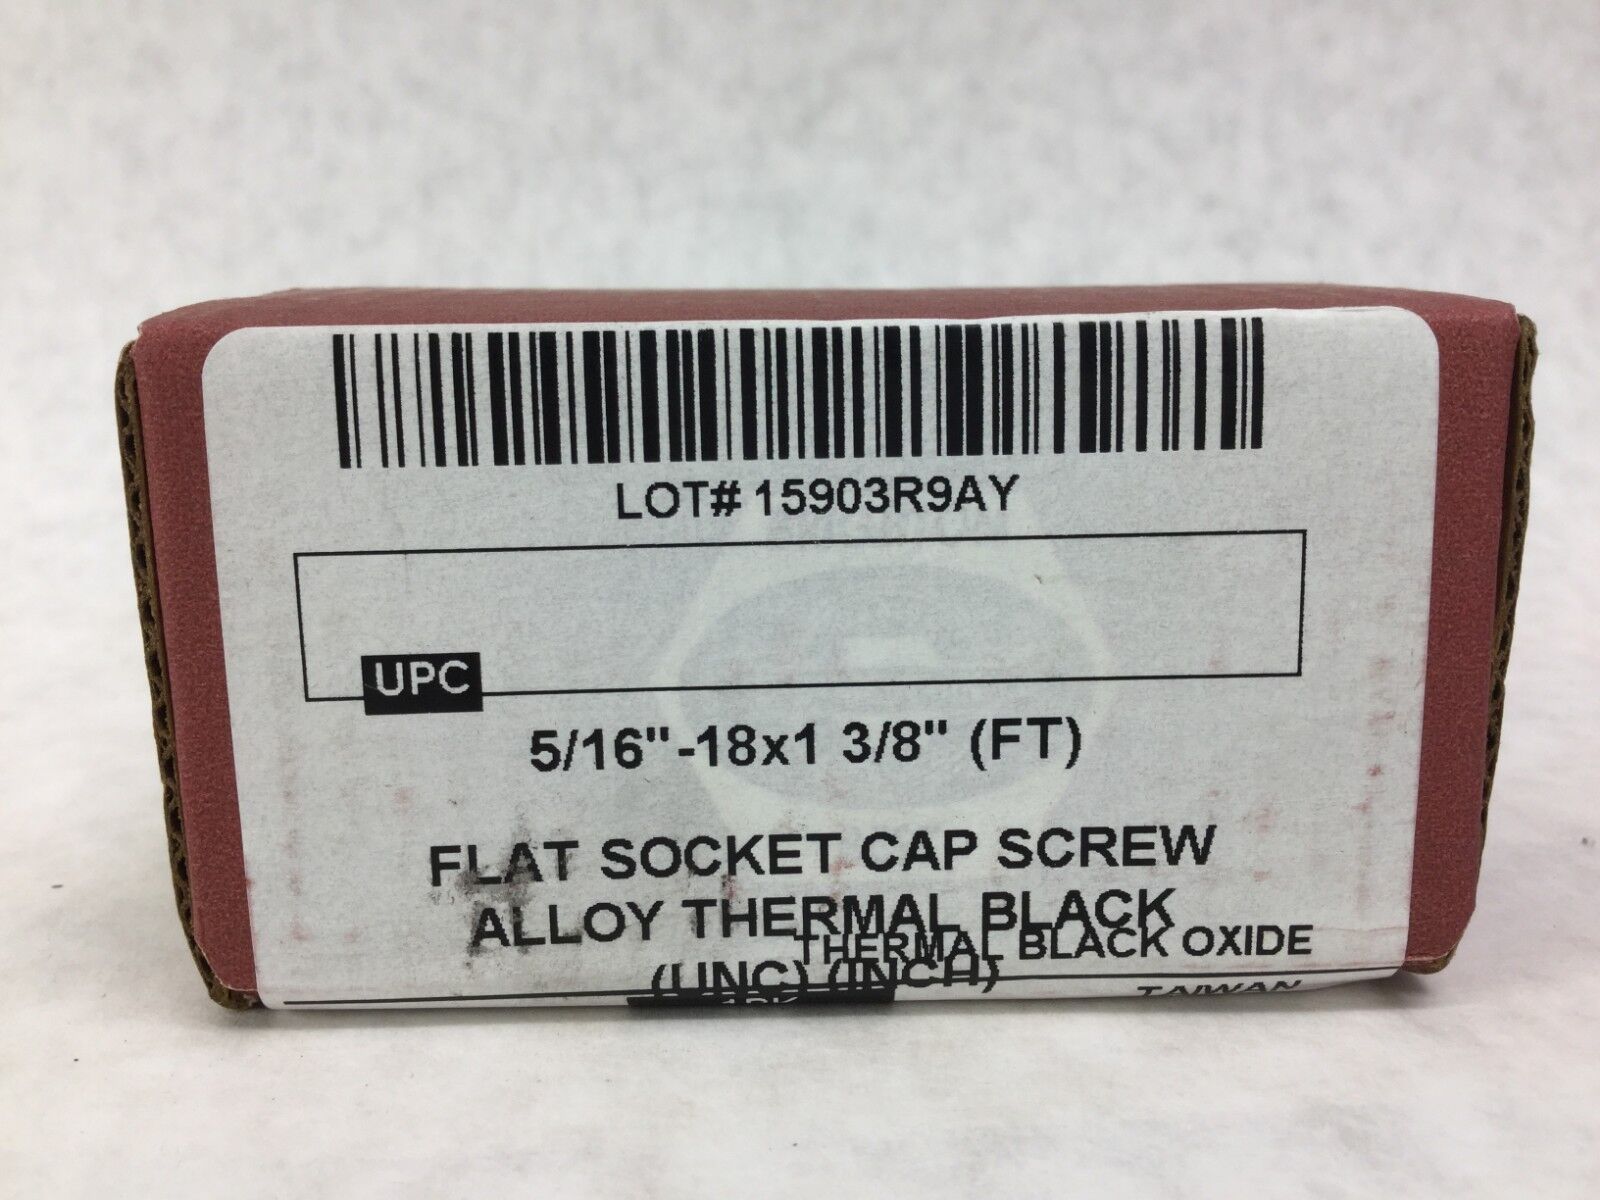 LOT# 15903R9AY
UPC
5/16"-18x1 3/8" (FT)
FLAT SOCKET CAP SCREW
ALLOY THERMAL BLACK
THERMAL BLACK OXIDE
(UNC) (INCH)
TAIWAN